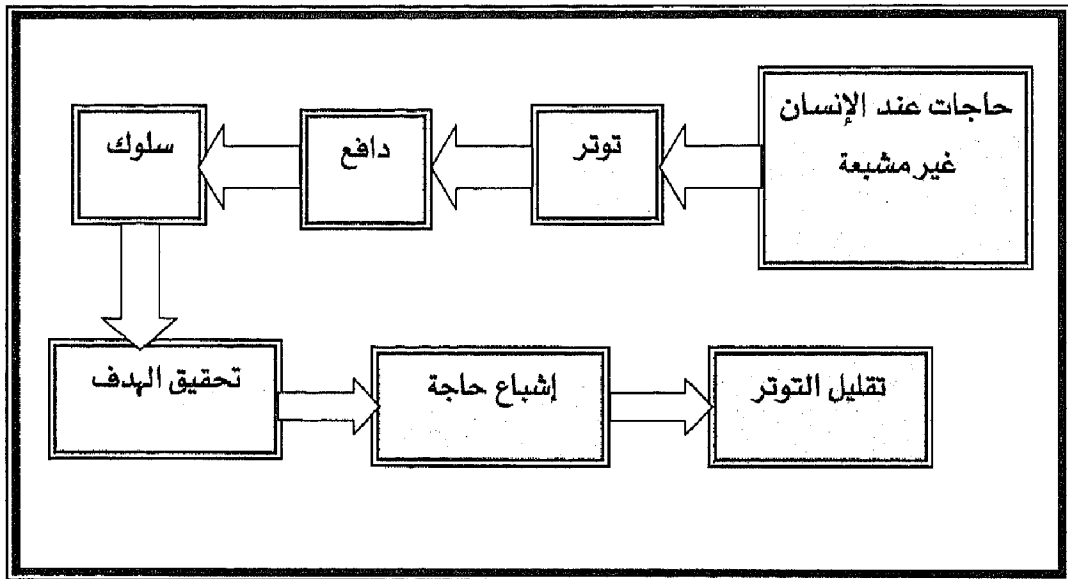 حاجات عند الإنسان
غير مشبعة
توتر
دافع
سلوك
تحقيق الهدف
إشباع حاجة
تقليل التوتر